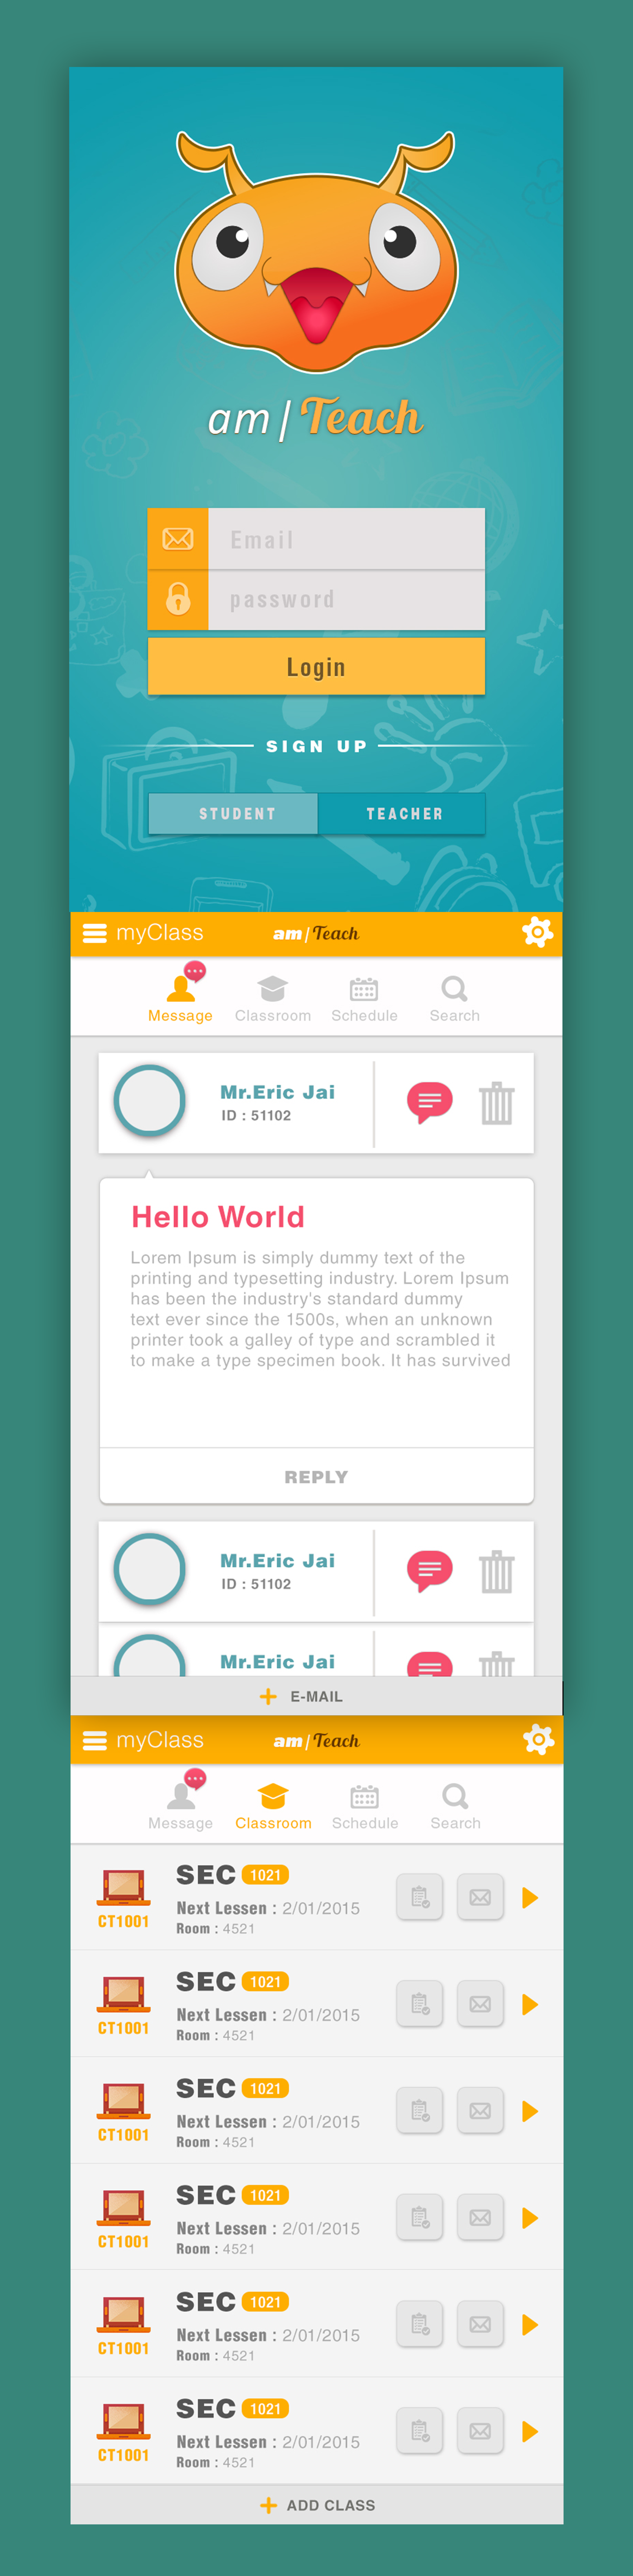 am/Teach
Email
password
Login
SIGN UP
STUDENT TEACHER
myClass am/Teach
Message Classroom Schedule Search
Mr.Eric Jai
ID : 51102
Hello World
Lorem Ipsum is simply dummy text of the
printing and typesetting industry. Lorem Ipsum
has been the industry's standard dummy
text ever since the 1500s, when an unknown
printer took a galley of type and scrambled it
to make a type specimen book. It has survived
REPLY
Mr.Eric Jai
ID : 51102
Mr.Eric Jai
+ E-MAIL
myClass am/Teach
Message Classroom Schedule Search
SEC 1021
Next Lessen : 2/01/2015
CT1001
Room : 4521
SEC 1021
Next Lessen : 2/01/2015
CT1001
Room : 4521
SEC 1021
Next Lessen : 2/01/2015
CT1001
Room : 4521
SEC 1021
Next Lessen : 2/01/2015
CT1001
Room : 4521
SEC 1021
Next Lessen : 2/01/2015
CT1001
Room : 4521
SEC 1021
Next Lessen : 2/01/2015
CT1001
Room : 4521
+ ADD CLASS